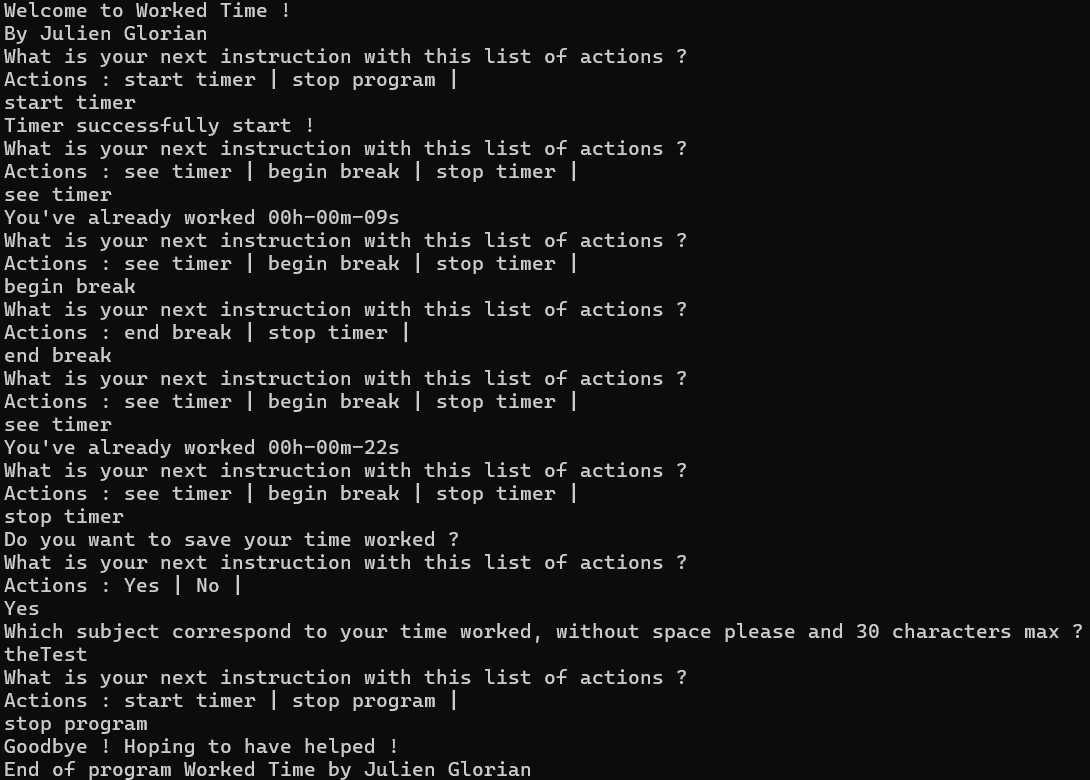 Welcome to Worked Time !
By Julien Glorian
What is your next instruction with this list of actions ?
Actions : start timer | stop program |
start timer
Timer successfully start !
What is your next instruction with this list of actions ?
Actions : see timer | begin break | stop timer |
see timer
You've already worked 00h-00m-09s
What is your next instruction with this list of actions ?
Actions : see timer | begin break | stop timer |
begin break
What is your next instruction with this list of actions ?
Actions : end break | stop timer |
end break
What is your next instruction with this list of actions ?
Actions : see timer | begin break | stop timer |
see timer
You've already worked 00h-00m-22s
What is your next instruction with this list of actions ?
Actions : see timer | begin break | stop timer |
stop timer
Do you want to save your time worked ?
What is your next instruction with this list of actions ?
Actions : Yes | No |
Yes
Which subject correspond to your time worked, without space please and 30 characters max ?
theTest
What is your next instruction with this list of actions ?
Actions : start timer | stop program |
stop program
Goodbye ! Hoping to have helped !
End of program Worked Time by Julien Glorian